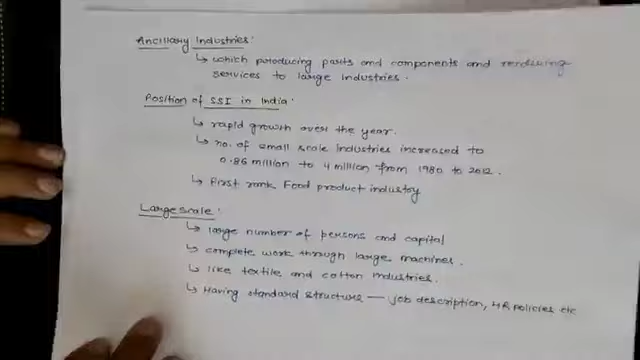 Ancillary Industries:
↳ which producing parts and components and rendering
services to large industries.
Position of SSI in India:
↳ rapid growth over the year.
↳ no. of small scale industries increased to
0.86 million to 4 million from 1980 to 2012.
↳ First rank Food product industry
Large scale:
↳ large number of persons and capital
↳ complete work through large machines.
↳ like textile and cotton industries.
↳ Having standard structure — job description, HR policies etc